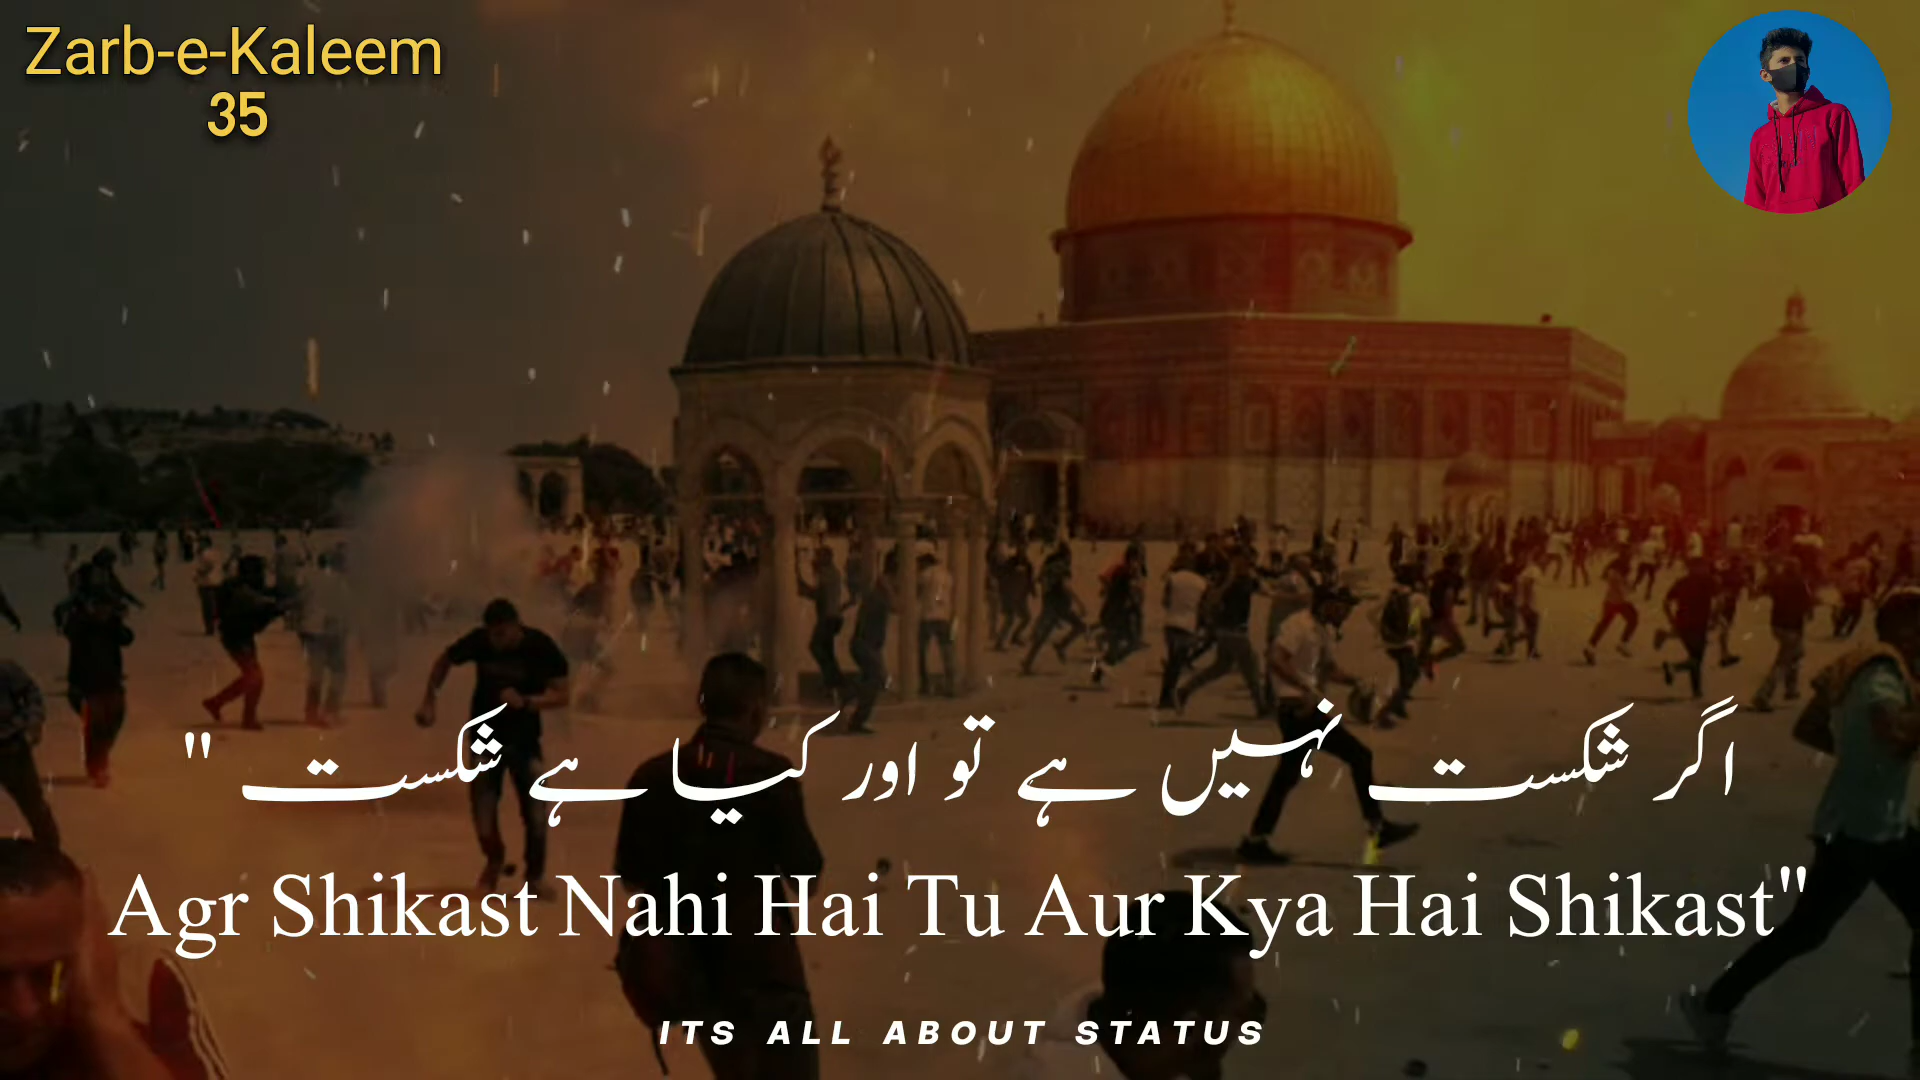 Zarb-e-Kaleem
35
اگر شکست نہیں ہے تو اور کیا ہے شکست "
Agr Shikast Nahi Hai Tu Aur Kya Hai Shikast"
ITS ALL ABOUT STATUS